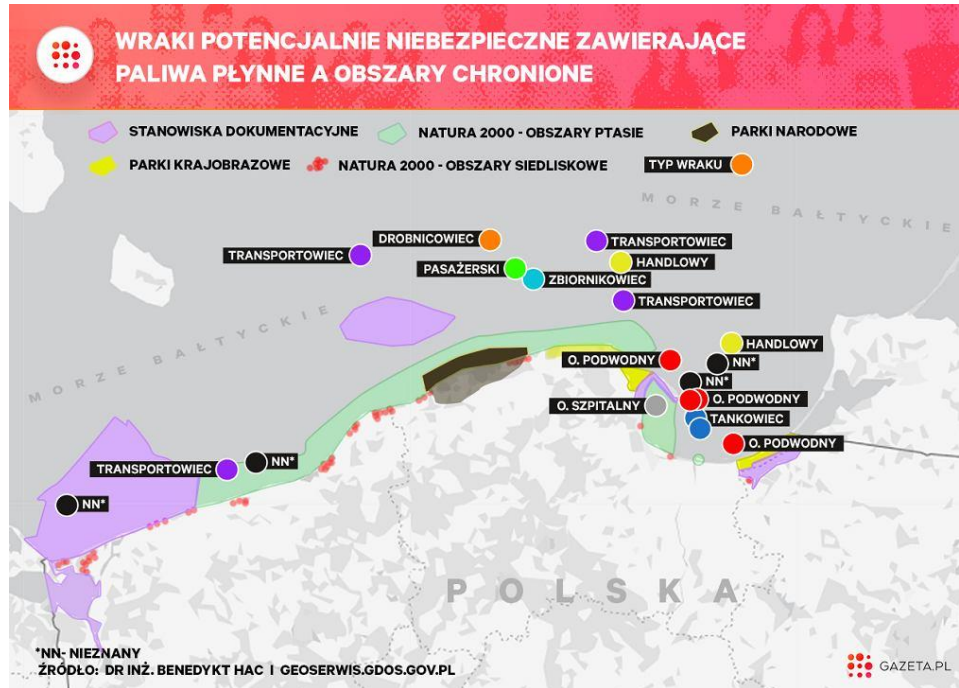 WRAKI POTENCJALNIE NIEBEZPIECZNE ZAWIERAJĄCE
PALIWA PŁYNNE A OBSZARY CHRONIONE
STANOWISKA DOKUMENTACYJNE
NATURA 2000 - OBSZARY PTASIE
PARKI NARODOWE
PARKI KRAJOBRAZOWE
NATURA 2000 - OBSZARY SIEDLISKOWE
TYP WRAKU
MORZE BAŁTYCKIE
DROBNICOWIEC
TRANSPORTOWIEC
TRANSPORTOWIEC
HANDLOWY
PASAŻERSKI
ZBIORNIKOWIEC
TRANSPORTOWIEC
MORZE BAŁTYCKIE
HANDLOWY
O. PODWODNY
NN*
NN*
O. PODWODNY
O. SZPITALNY
TANKOWIEC
O. PODWODNY
NN*
TRANSPORTOWIEC
NN*
POLSKA
*NN- NIEZNANY
ŹRÓDŁO: DR INŻ. BENEDYKT HAC I GEOSERWIS.GDOS.GOV.PL
GAZETA.PL